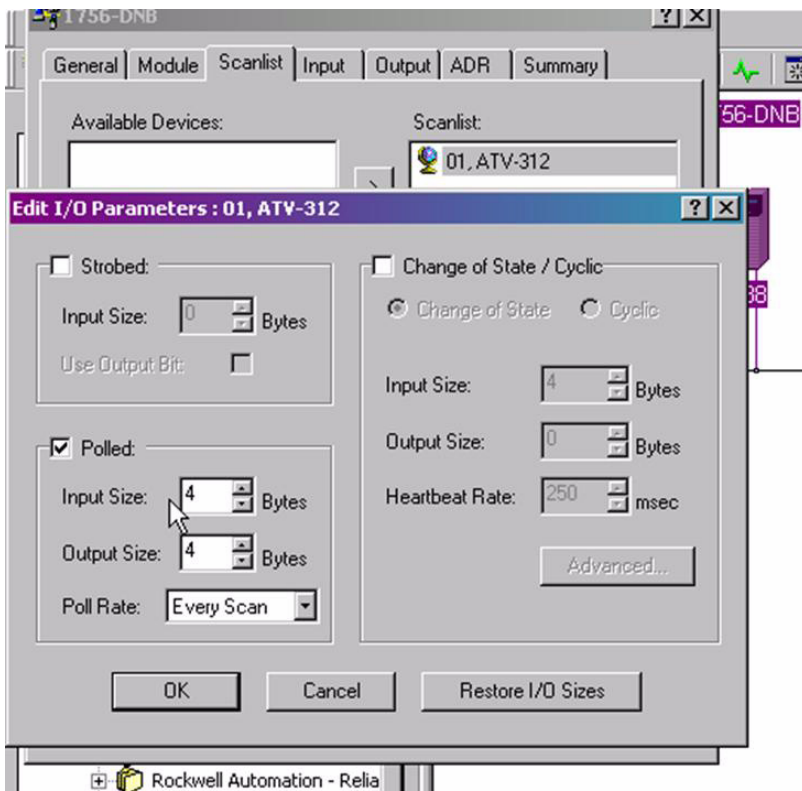 1756-DNB
General Module Scanlist Input Output ADR Summary
Available Devices:
Scanlist:
01, ATV-312
56-DNB
Edit I/O Parameters : 01, ATV-312
Strobed:
Input Size: 0 Bytes
Use Output Bit:
Polled:
Input Size: 4 Bytes
Output Size: 4 Bytes
Poll Rate: Every Scan
Change of State / Cyclic
Change of State Cyclic
Input Size: 4 Bytes
Output Size: 0 Bytes
Heartbeat Rate: 250 msec
Advanced...
OK Cancel Restore I/O Sizes
Rockwell Automation - Relia